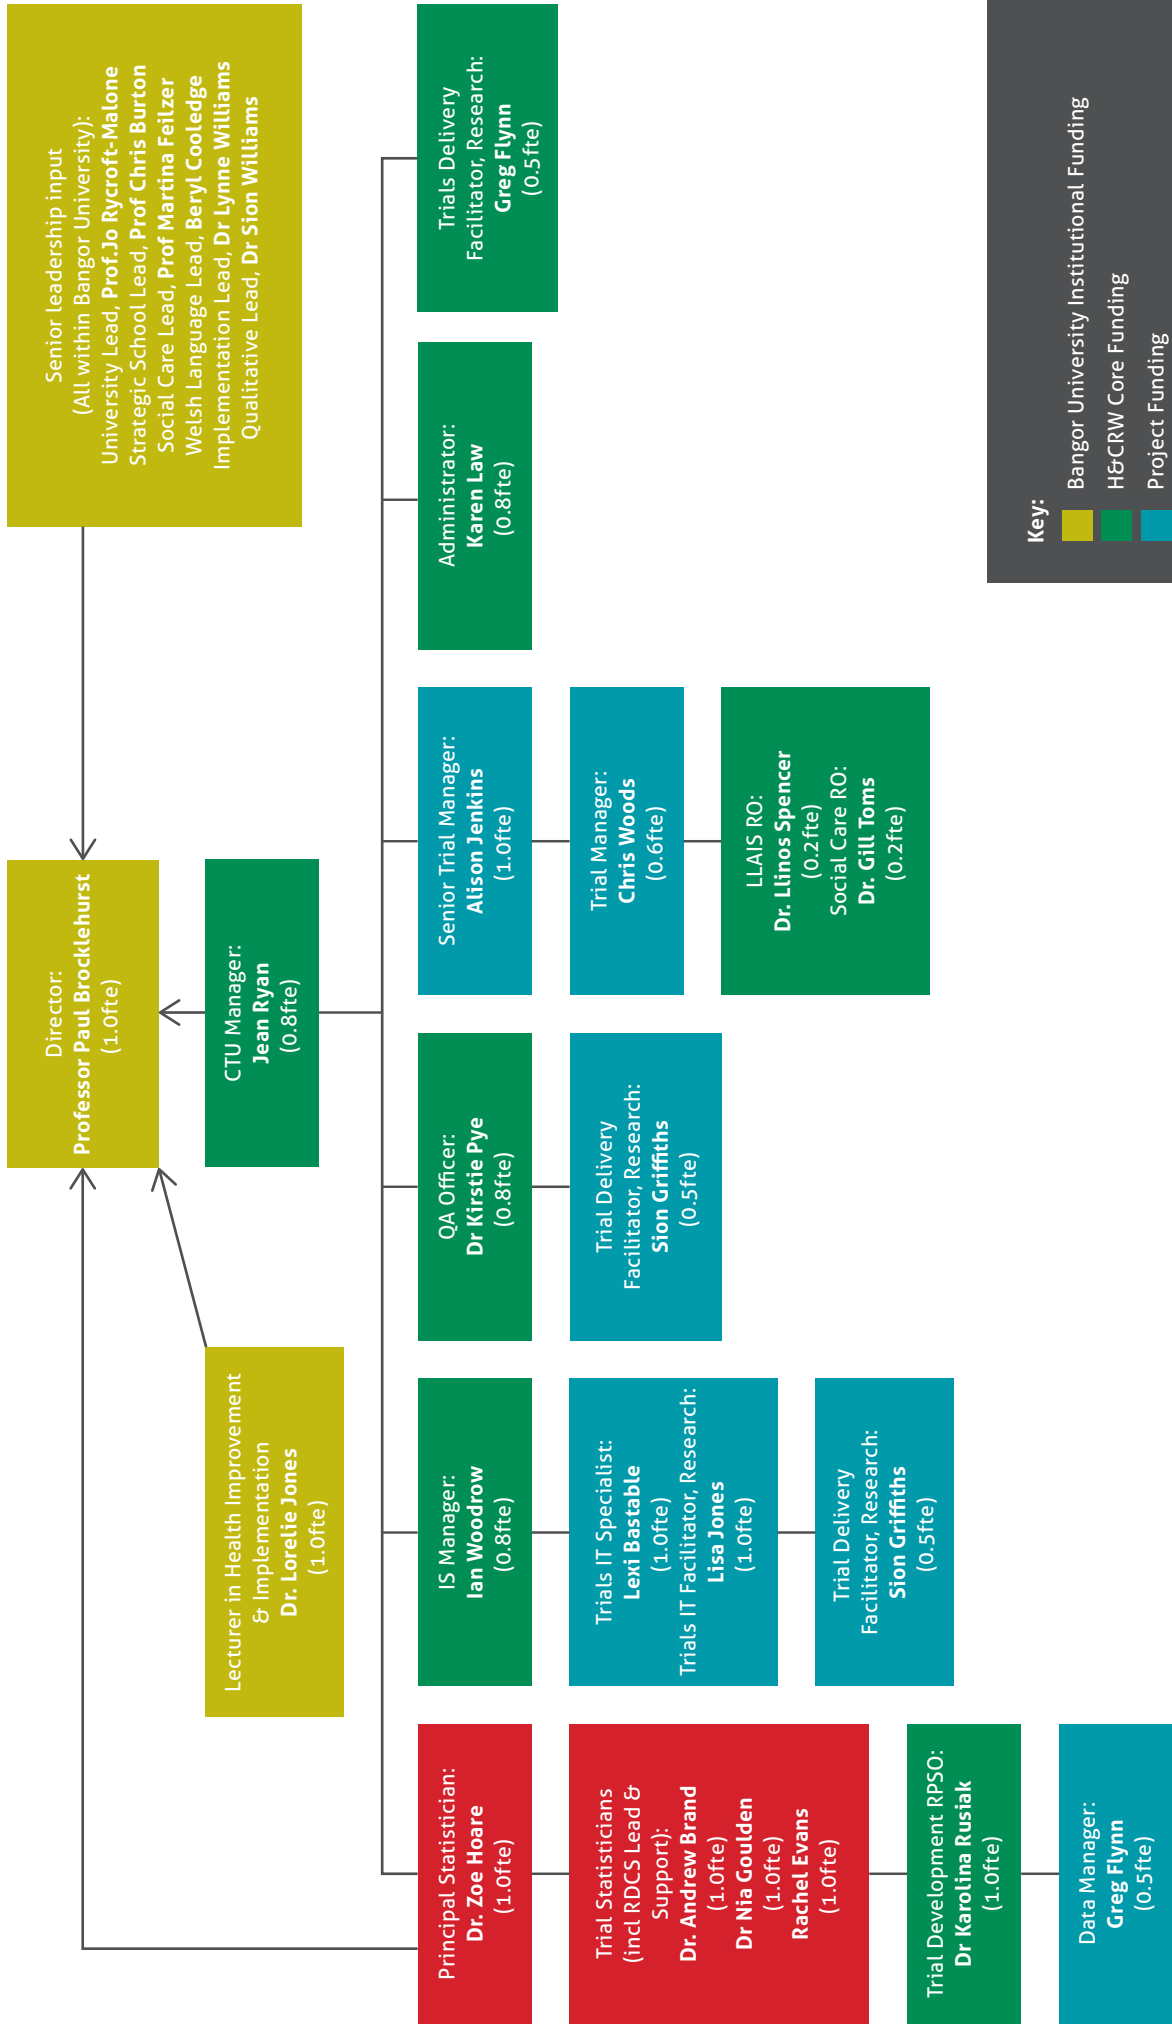 Senior leadership input
(All within Bangor University):
University Lead, Prof.Jo Rycroft-Malone
Strategic School Lead, Prof Chris Burton
Social Care Lead, Prof Martina Feilzer
Welsh Language Lead, Beryl Cooledge
Implementation Lead, Dr Lynne Williams
Qualitative Lead, Dr Sion Williams
Director:
Professor Paul Brocklehurst
(1.0fte)
CTU Manager:
Jean Ryan
(0.8fte)
Lecturer in Health Improvement
& Implementation
Dr. Lorelie Jones
(1.0fte)
Principal Statistician:
Dr. Zoe Hoare
(1.0fte)
Trial Statisticians
(incl RDCS Lead &
Support):
Dr. Andrew Brand
(1.0fte)
Dr Nia Goulden
(1.0fte)
Rachel Evans
(1.0fte)
Trial Development RPSO:
Dr Karolina Rusiak
(1.0fte)
Data Manager:
Greg Flynn
(0.5fte)
IS Manager:
Ian Woodrow
(0.8fte)
Trials IT Specialist:
Lexi Bastable
(1.0fte)
Trials IT Facilitator, Research:
Lisa Jones
(1.0fte)
Trial Delivery
Facilitator, Research:
Sion Griffiths
(0.5fte)
QA Officer:
Dr Kirstie Pye
(0.8fte)
Trial Delivery
Facilitator, Research:
Sion Griffiths
(0.5fte)
Senior Trial Manager:
Alison Jenkins
(1.0fte)
Trial Manager:
Chris Woods
(0.6fte)
LLAIS RO:
Dr. Llinos Spencer
(0.2fte)
Social Care RO:
Dr. Gill Toms
(0.2fte)
Administrator:
Karen Law
(0.8fte)
Trials Delivery
Facilitator, Research:
Greg Flynn
(0.5fte)
Key:
Bangor University Institutional Funding
H&CRW Core Funding
Project Funding